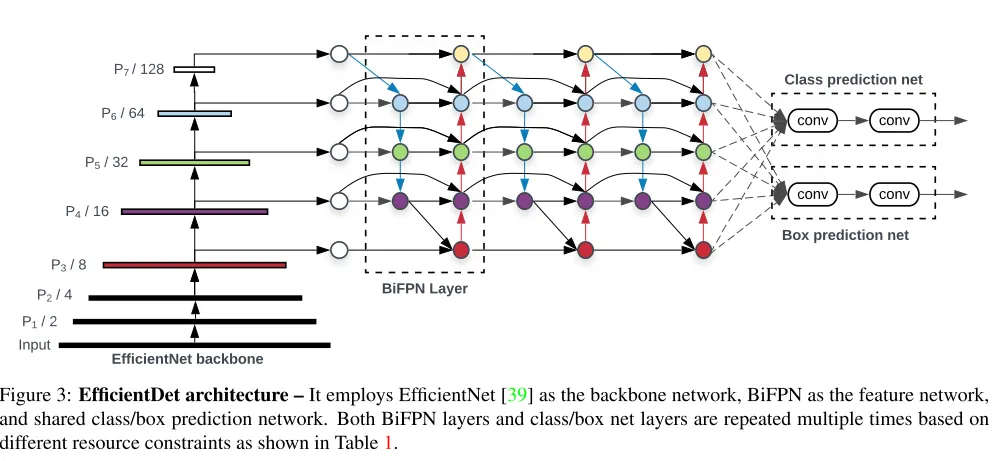 P7 / 128
P6 / 64
P5 / 32
P4 / 16
P3 / 8
P2 / 4
P1 / 2
Input
EfficientNet backbone
BiFPN Layer
Class prediction net
conv conv
conv conv
Box prediction net
Figure 3: EfficientDet architecture – It employs EfficientNet [39] as the backbone network, BiFPN as the feature network,
and shared class/box prediction network. Both BiFPN layers and class/box net layers are repeated multiple times based on
different resource constraints as shown in Table 1.